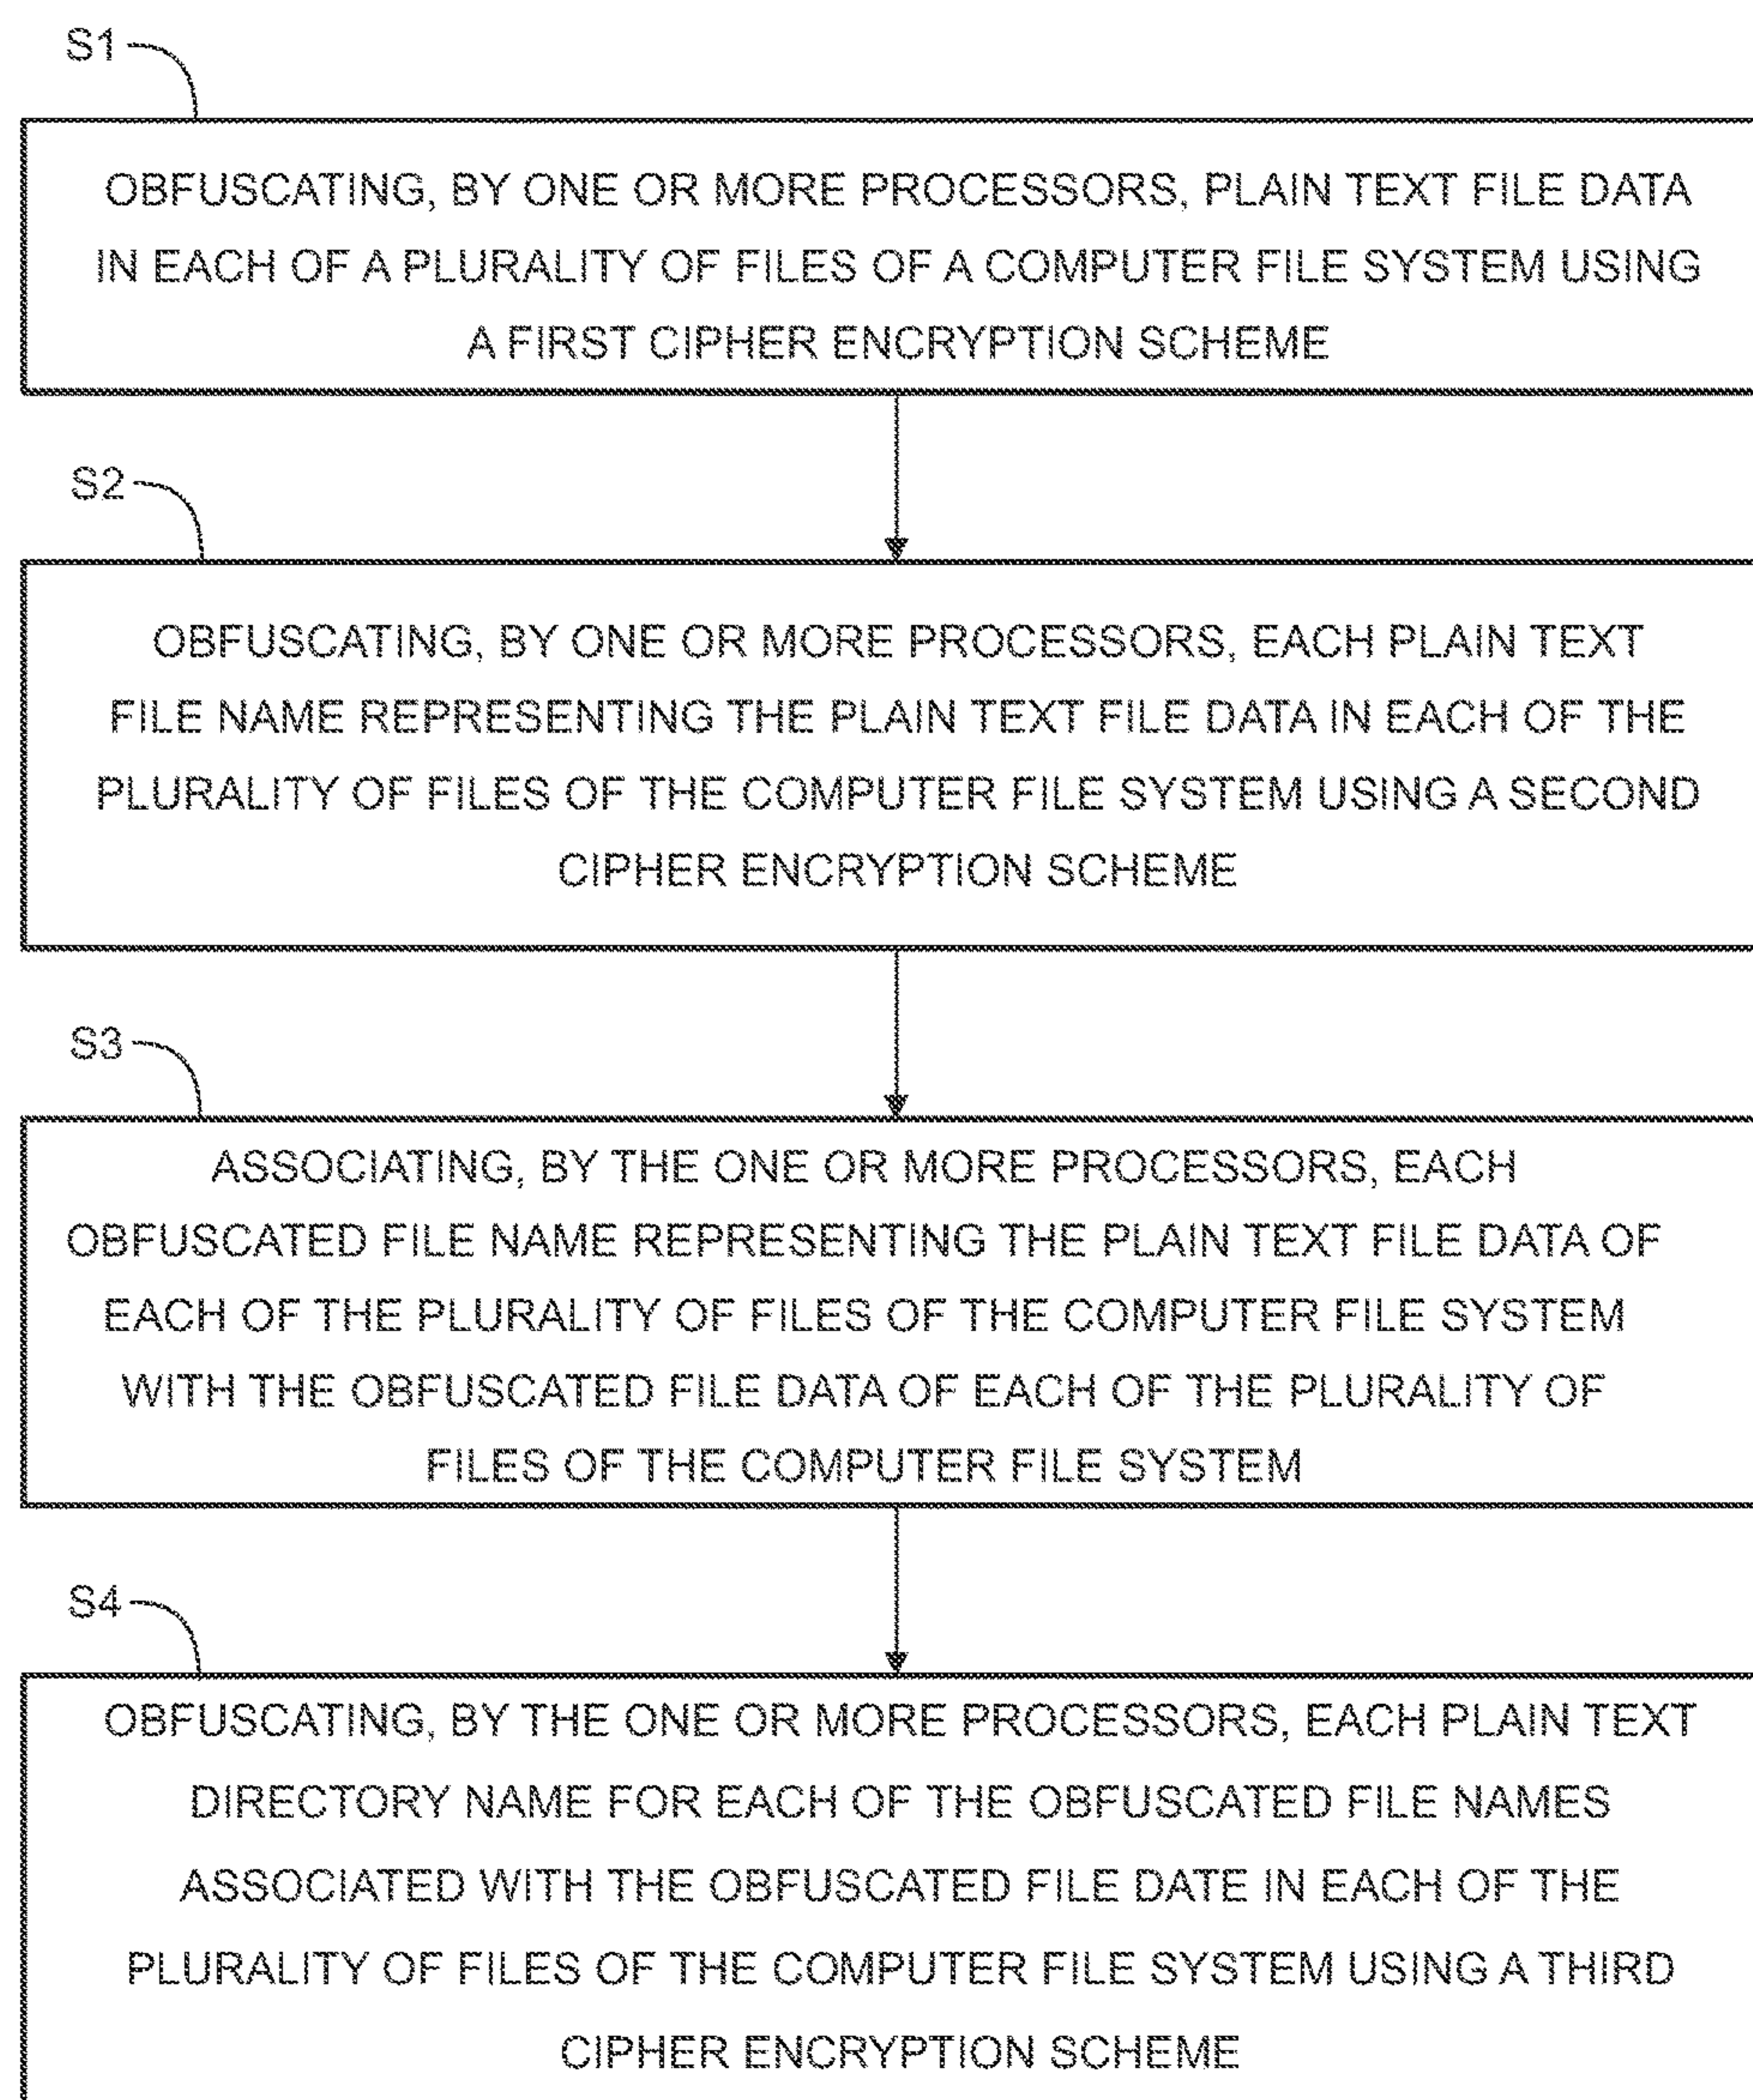 S1
OBFUSCATING, BY ONE OR MORE PROCESSORS, PLAIN TEXT FILE DATA
IN EACH OF A PLURALITY OF FILES OF A COMPUTER FILE SYSTEM USING
A FIRST CIPHER ENCRYPTION SCHEME
S2
OBFUSCATING, BY ONE OR MORE PROCESSORS, EACH PLAIN TEXT
FILE NAME REPRESENTING THE PLAIN TEXT FILE DATA IN EACH OF THE
PLURALITY OF FILES OF THE COMPUTER FILE SYSTEM USING A SECOND
CIPHER ENCRYPTION SCHEME
S3
ASSOCIATING, BY THE ONE OR MORE PROCESSORS, EACH
OBFUSCATED FILE NAME REPRESENTING THE PLAIN TEXT FILE DATA OF
EACH OF THE PLURALITY OF FILES OF THE COMPUTER FILE SYSTEM
WITH THE OBFUSCATED FILE DATA OF EACH OF THE PLURALITY OF
FILES OF THE COMPUTER FILE SYSTEM
S4
OBFUSCATING, BY THE ONE OR MORE PROCESSORS, EACH PLAIN TEXT
DIRECTORY NAME FOR EACH OF THE OBFUSCATED FILE NAMES
ASSOCIATED WITH THE OBFUSCATED FILE DATE IN EACH OF THE
PLURALITY OF FILES OF THE COMPUTER FILE SYSTEM USING A THIRD
CIPHER ENCRYPTION SCHEME